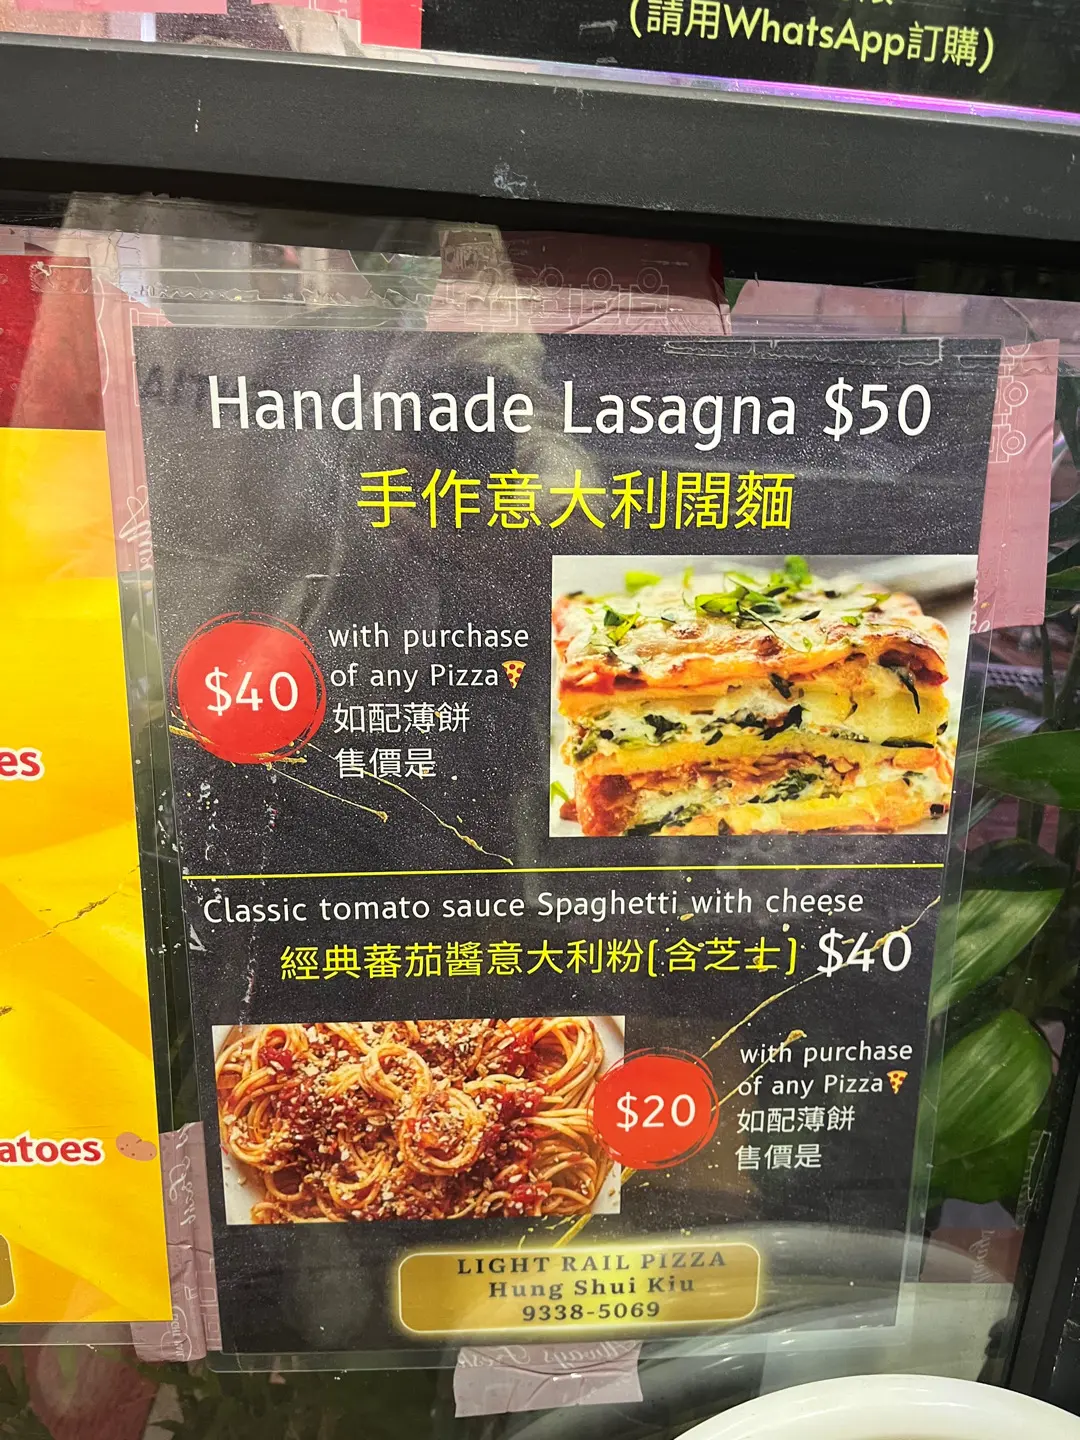 (請用WhatsApp訂購)
Handmade Lasagna $50
手作意大利闊麵
$40
with purchase
of any Pizza
如配薄餅
售價是
Classic tomato sauce Spaghetti with cheese
經典蕃茄醬意大利粉(含芝士) $40
$20
with purchase
of any Pizza
如配薄餅
售價是
LIGHT RAIL PIZZA
Hung Shui Kiu
9338-5069
es
atoes